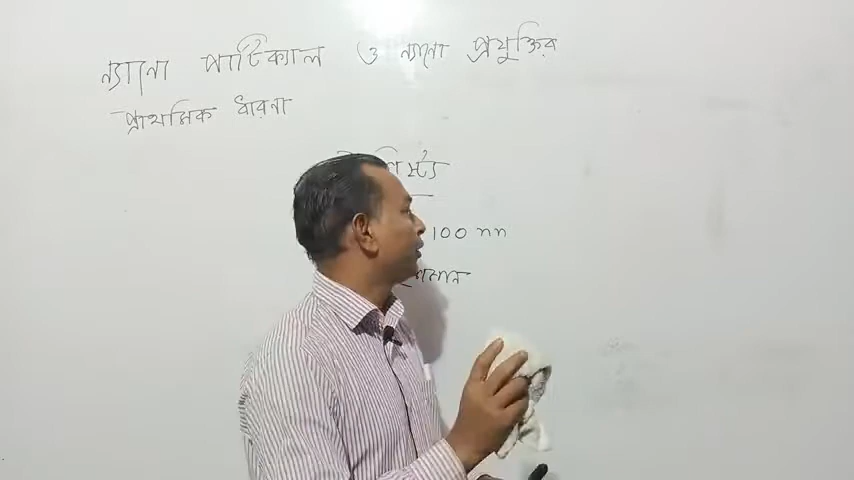 ন্যানো পার্টিক্যাল ও ন্যানো প্রযুক্তির
প্রাথমিক ধারনা
100 nm